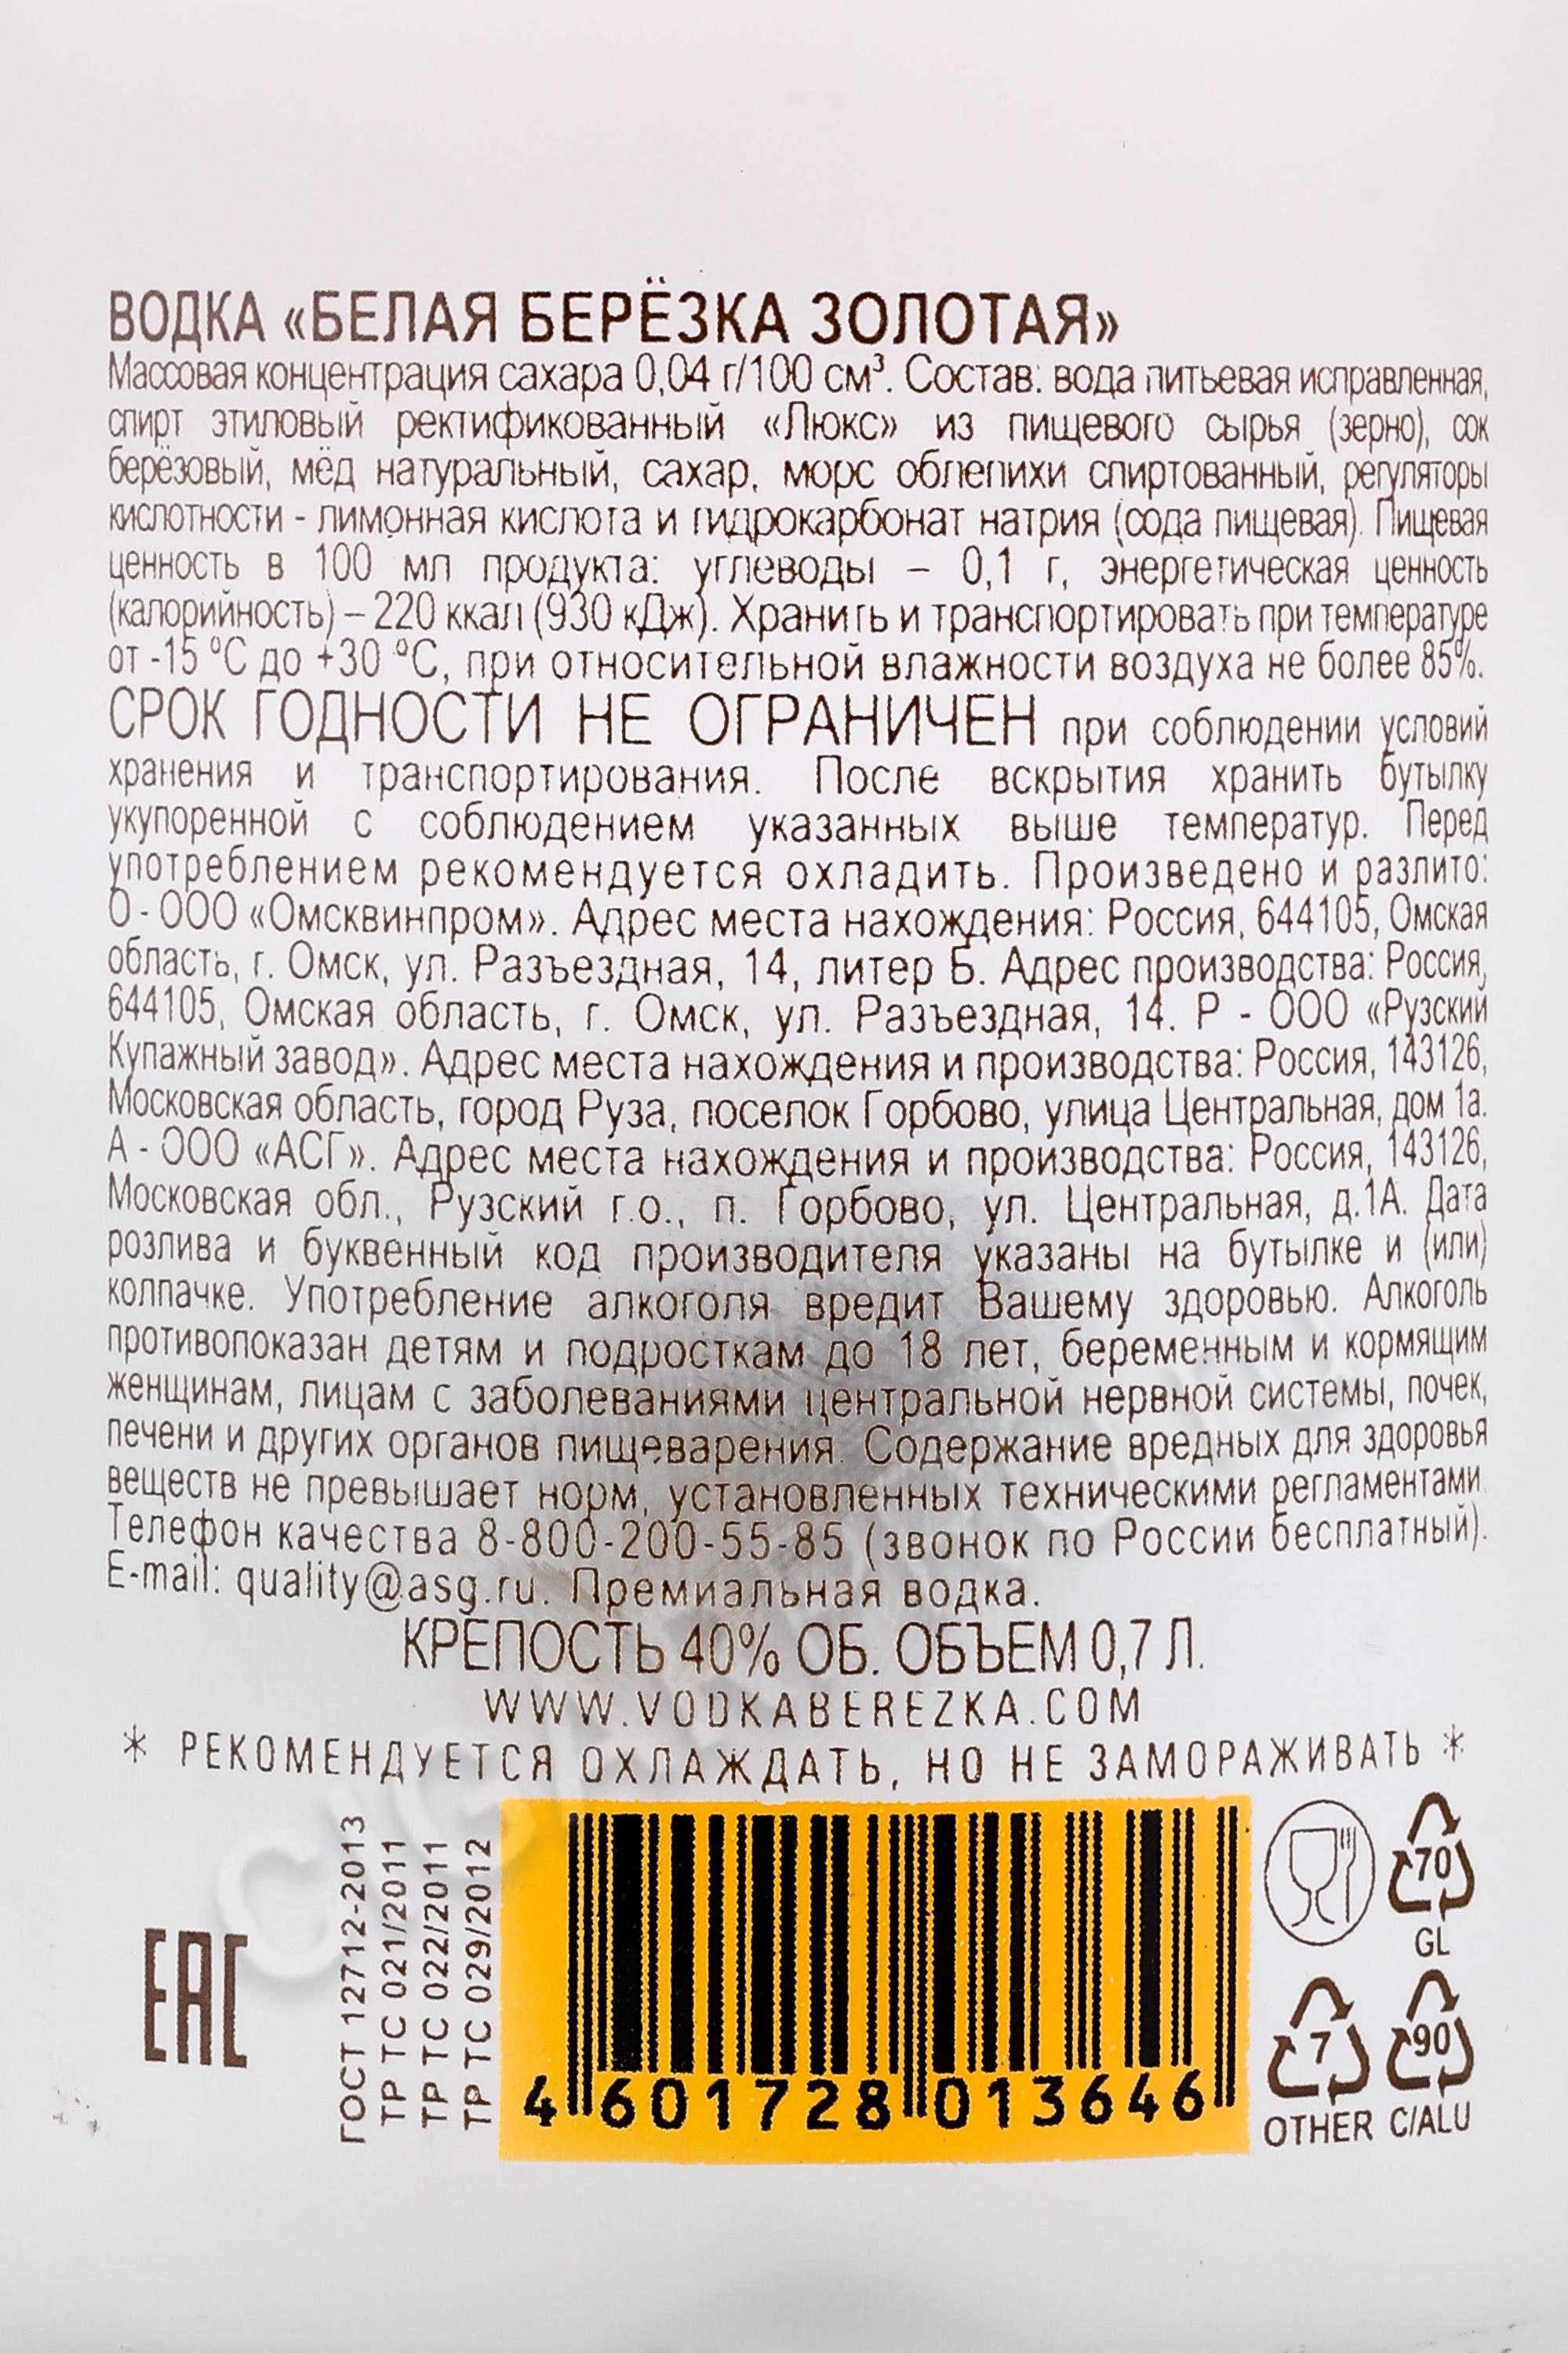 ВОДКА «БЕЛАЯ БЕРЁЗКА ЗОЛОТАЯ»
Массовая концентрация сахара 0,04 г/100 см³. Состав: вода питьевая исправленная,
спирт этиловый ректификованный «Люкс» из пищевого сырья (зерно), сок
берёзовый, мёд натуральный, сахар, морс облепихи спиртованный, регуляторы
кислотности - лимонная кислота и гидрокарбонат натрия (сода пищевая). Пищевая
ценность в 100 мл продукта: углеводы – 0,1 г, энергетическая ценность
(калорийность) – 220 ккал (930 кДж). Хранить и транспортировать при температуре
от -15 °С до +30 °С, при относительной влажности воздуха не более 85%.
СРОК ГОДНОСТИ НЕ ОГРАНИЧЕН при соблюдении условий
хранения и транспортирования. После вскрытия хранить бутылку
укупоренной с соблюдением указанных выше температур. Перед
употреблением рекомендуется охладить. Произведено и разлито:
О - ООО «Омсквинпром». Адрес места нахождения: Россия, 644105, Омская
область, г. Омск, ул. Разъездная, 14, литер Б. Адрес производства: Россия,
644105, Омская область, г. Омск, ул. Разъездная, 14. Р - ООО «Рузский
Купажный завод». Адрес места нахождения и производства: Россия, 143126,
Московская область, город Руза, поселок Горбово, улица Центральная, дом 1а.
А - ООО «АСГ». Адрес места нахождения и производства: Россия, 143126,
Московская обл., Рузский г.о., п. Горбово, ул. Центральная, д.1А. Дата
розлива и буквенный код производителя указаны на бутылке и (или)
колпачке. Употребление алкоголя вредит Вашему здоровью. Алкоголь
противопоказан детям и подросткам до 18 лет, беременным и кормящим
женщинам, лицам с заболеваниями центральной нервной системы, почек,
печени и других органов пищеварения. Содержание вредных для здоровья
веществ не превышает норм, установленных техническими регламентами.
Телефон качества 8-800-200-55-85 (звонок по России бесплатный).
E-mail: quality@asg.ru. Премиальная водка.
КРЕПОСТЬ 40% ОБ. ОБЪЕМ 0,7 Л.
WWW.VODKABEREZKA.COM
* РЕКОМЕНДУЕТСЯ ОХЛАЖДАТЬ, НО НЕ ЗАМОРАЖИВАТЬ *
EAC
ГОСТ 12712-2013
ТР ТС 021/2011
ТР ТС 022/2011
ТР ТС 029/2012
4 601728 013646
70
GL
7
OTHER
90
C/ALU